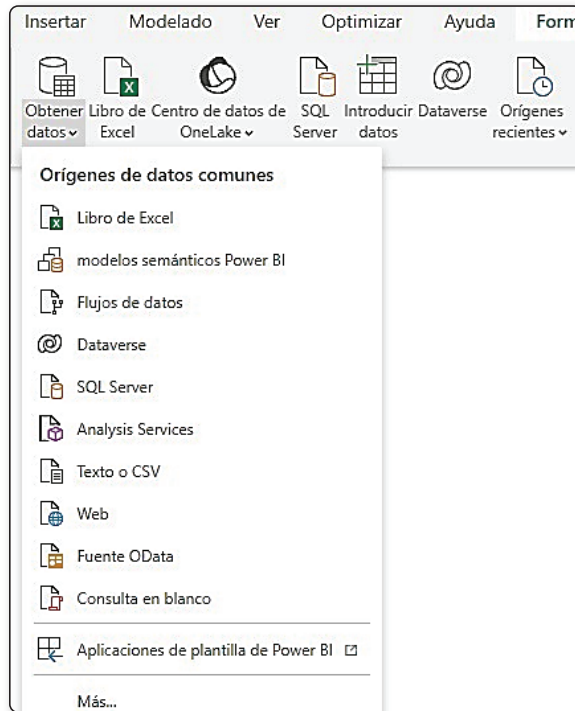 Insertar Modelado Ver Optimizar Ayuda Form
Obtener datos
Libro de Excel
Centro de datos de OneLake
SQL Server
Introducir datos
Dataverse
Orígenes recientes
Orígenes de datos comunes
Libro de Excel
modelos semánticos Power BI
Flujos de datos
Dataverse
SQL Server
Analysis Services
Texto o CSV
Web
Fuente OData
Consulta en blanco
Aplicaciones de plantilla de Power BI
Más...